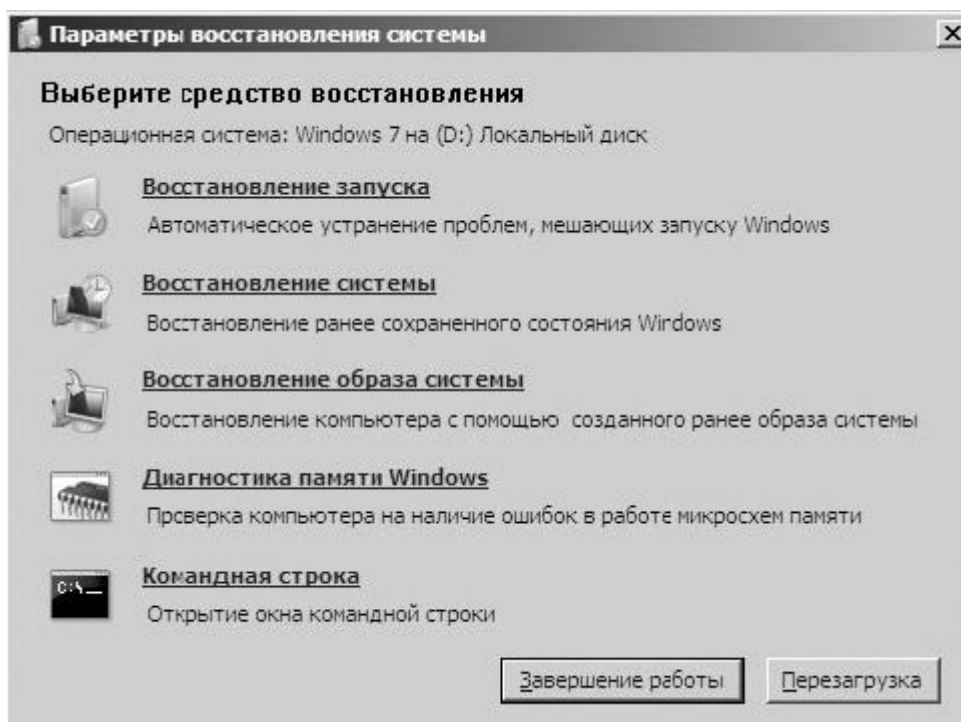 Параметры восстановления системы
Выберите средство восстановления
Операционная система: Windows 7 на (D:) Локальный диск
Восстановление запуска
Автоматическое устранение проблем, мешающих запуску Windows
Восстановление системы
Восстановление ранее сохраненного состояния Windows
Восстановление образа системы
Восстановление компьютера с помощью созданного ранее образа системы
Диагностика памяти Windows
Проверка компьютера на наличие ошибок в работе микросхем памяти
C:\_
Командная строка
Открытие окна командной строки
Завершение работы
Перезагрузка